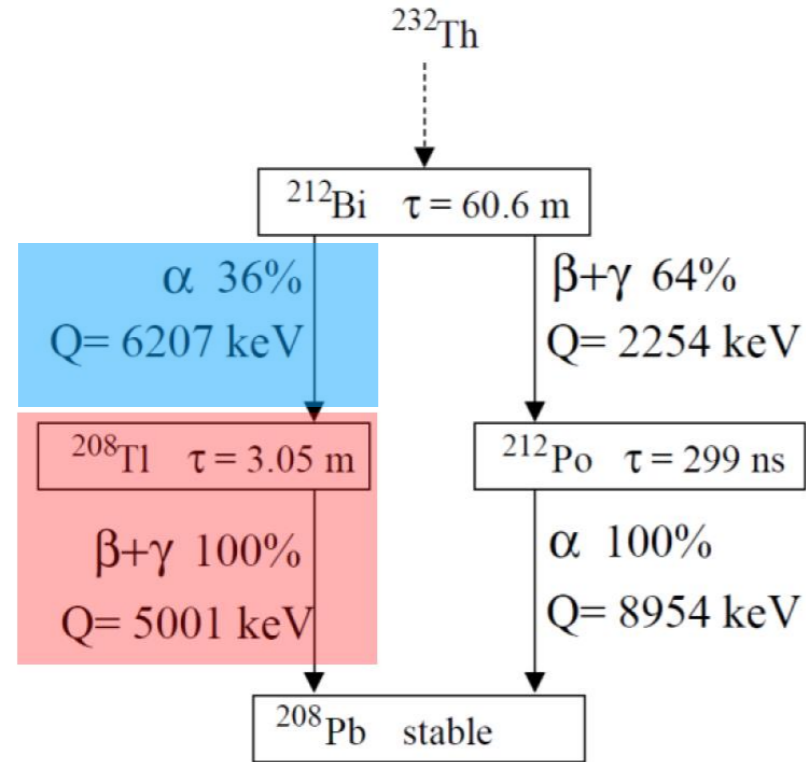 ²³²Th
²¹²Bi τ = 60.6 m
α 36%
Q= 6207 keV
β+γ 64%
Q= 2254 keV
²⁰⁸Tl τ = 3.05 m
²¹²Po τ = 299 ns
β+γ 100%
Q= 5001 keV
α 100%
Q= 8954 keV
²⁰⁸Pb stable